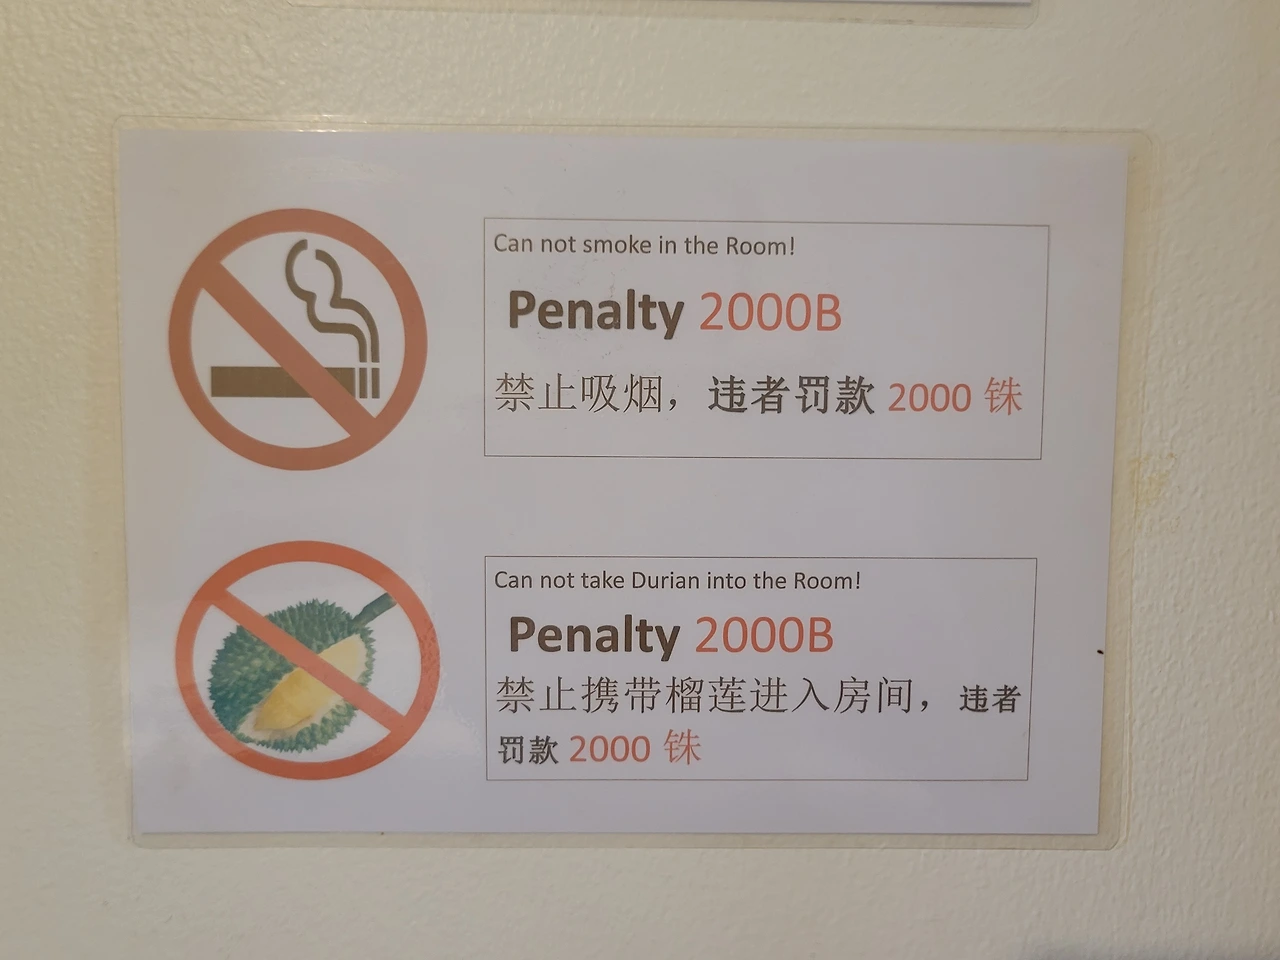 Can not smoke in the Room!
Penalty 2000B
禁止吸烟，违者罚款 2000 铢
Can not take Durian into the Room!
Penalty 2000B
禁止携带榴莲进入房间，违者
罚款 2000 铢